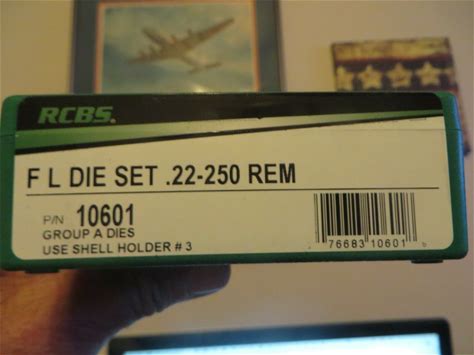 RCBS.
F L DIE SET .22-250 REM
P/N 10601
GROUP A DIES
USE SHELL HOLDER # 3
76683 10601